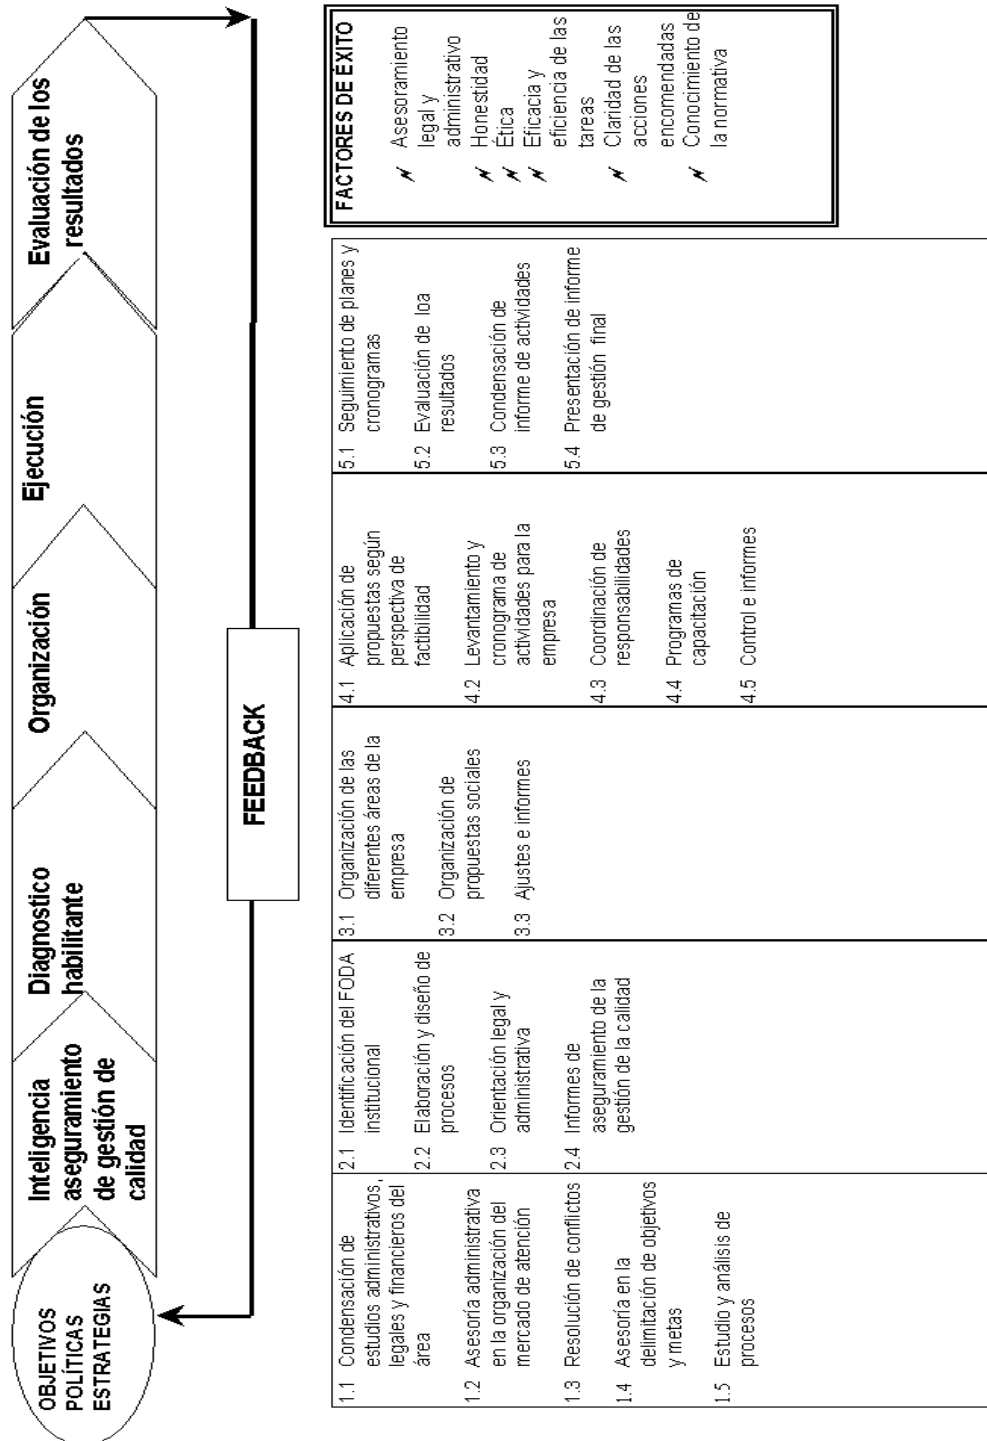 OBJETIVOS
POLÍTICAS
ESTRATEGIAS
Inteligencia
aseguramiento
de gestión de
calidad
Diagnostico
habilitante
Organización
Ejecución
Evaluación de los
resultados
FEEDBACK
1.1 Condensación de
estudios administrativos,
legales y financieros del
área
1.2 Asesoría administrativa
en la organización del
mercado de atención
1.3 Resolución de conflictos
1.4 Asesoría en la
delimitación de objetivos
y metas
1.5 Estudio y análisis de
procesos
2.1 Identificación del FODA
institucional
2.2 Elaboración y diseño de
procesos
2.3 Orientación legal y
administrativa
2.4 Informes de
aseguramiento de la
gestión de la calidad
3.1 Organización de las
diferentes áreas de la
empresa
3.2 Organización de
propuestas sociales
3.3 Ajustes e informes
4.1 Aplicación de
propuestas según
perspectiva de
factibilidad
4.2 Levantamiento y
cronograma de
actividades para la
empresa
4.3 Coordinación de
responsabilidades
4.4 Programas de
capacitación
4.5 Control e informes
5.1 Seguimiento de planes y
cronogramas
5.2 Evaluación de loa
resultados
5.3 Condensación de
informe de actividades
5.4 Presentación de informe
de gestión final
FACTORES DE ÉXITO
Asesoramiento
legal y
administrativo
Honestidad
Ética
Eficacia y
eficiencia de las
tareas
Claridad de las
acciones
encomendadas
Conocimiento de
la normativa